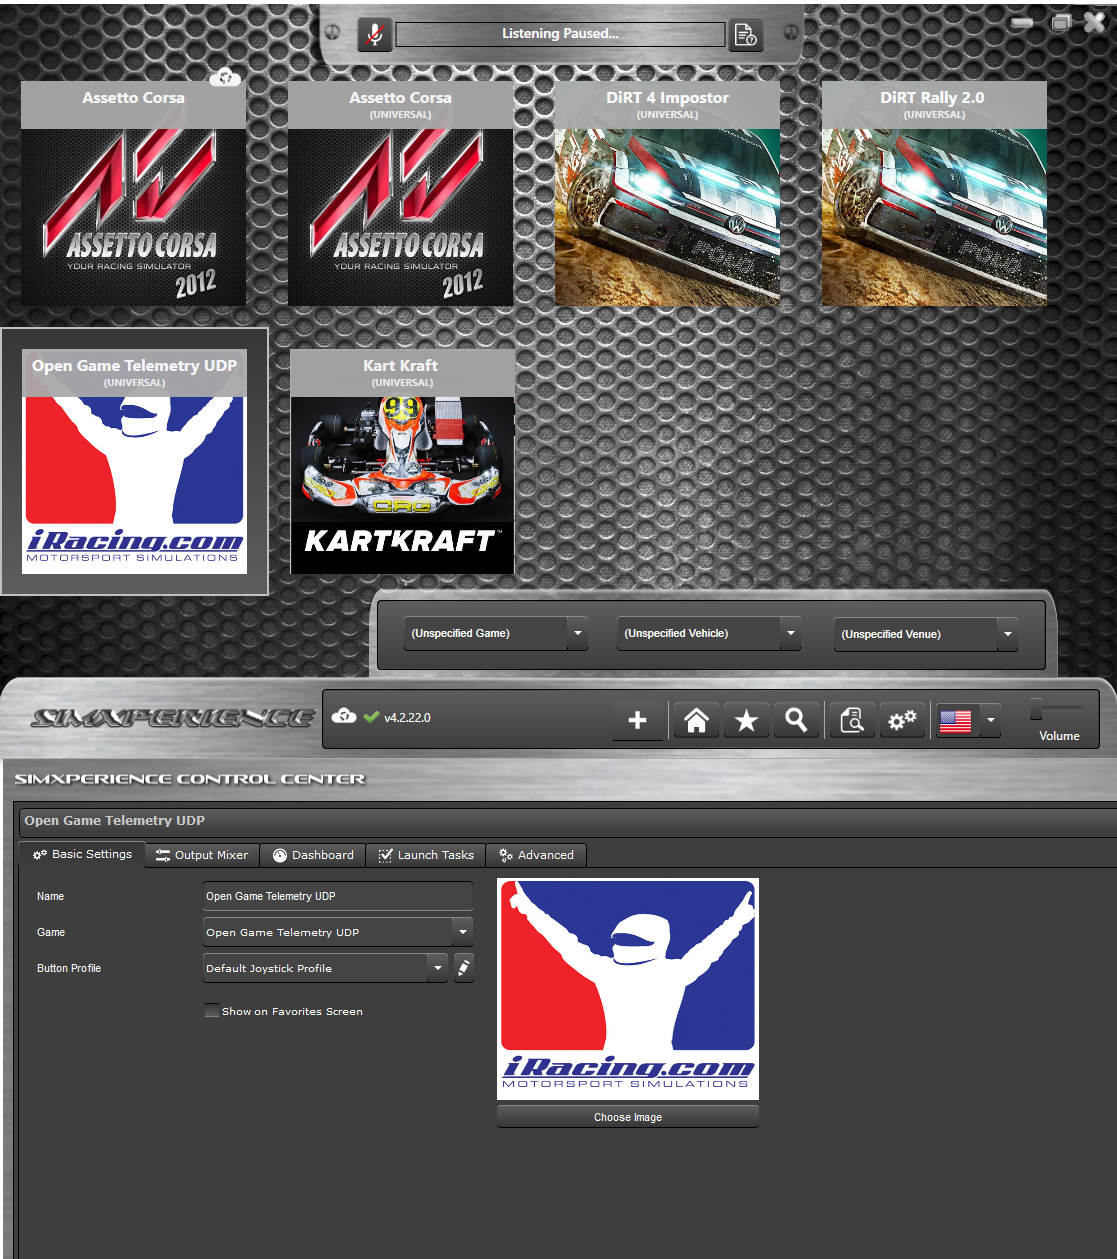 Listening Paused...
Assetto Corsa
ASSETTO CORSA
YOUR RACING SIMULATOR
2012
Assetto Corsa
(UNIVERSAL)
ASSETTO CORSA
YOUR RACING SIMULATOR
2012
DiRT 4 Impostor
(UNIVERSAL)
DiRT Rally 2.0
(UNIVERSAL)
Open Game Telemetry UDP
(UNIVERSAL)
iRacing.com
MOTORSPORT SIMULATIONS
Kart Kraft
(UNIVERSAL)
99
CRG
KARTKRAFT™
(Unspecified Game)
(Unspecified Vehicle)
(Unspecified Venue)
SIMXPERIENCE
v4.2.22.0
Volume
SIMXPERIENCE CONTROL CENTER
Open Game Telemetry UDP
Basic Settings
Output Mixer
Dashboard
Launch Tasks
Advanced
Name
Open Game Telemetry UDP
Game
Open Game Telemetry UDP
Button Profile
Default Joystick Profile
Show on Favorites Screen
iRacing.com
MOTORSPORT SIMULATIONS
Choose Image